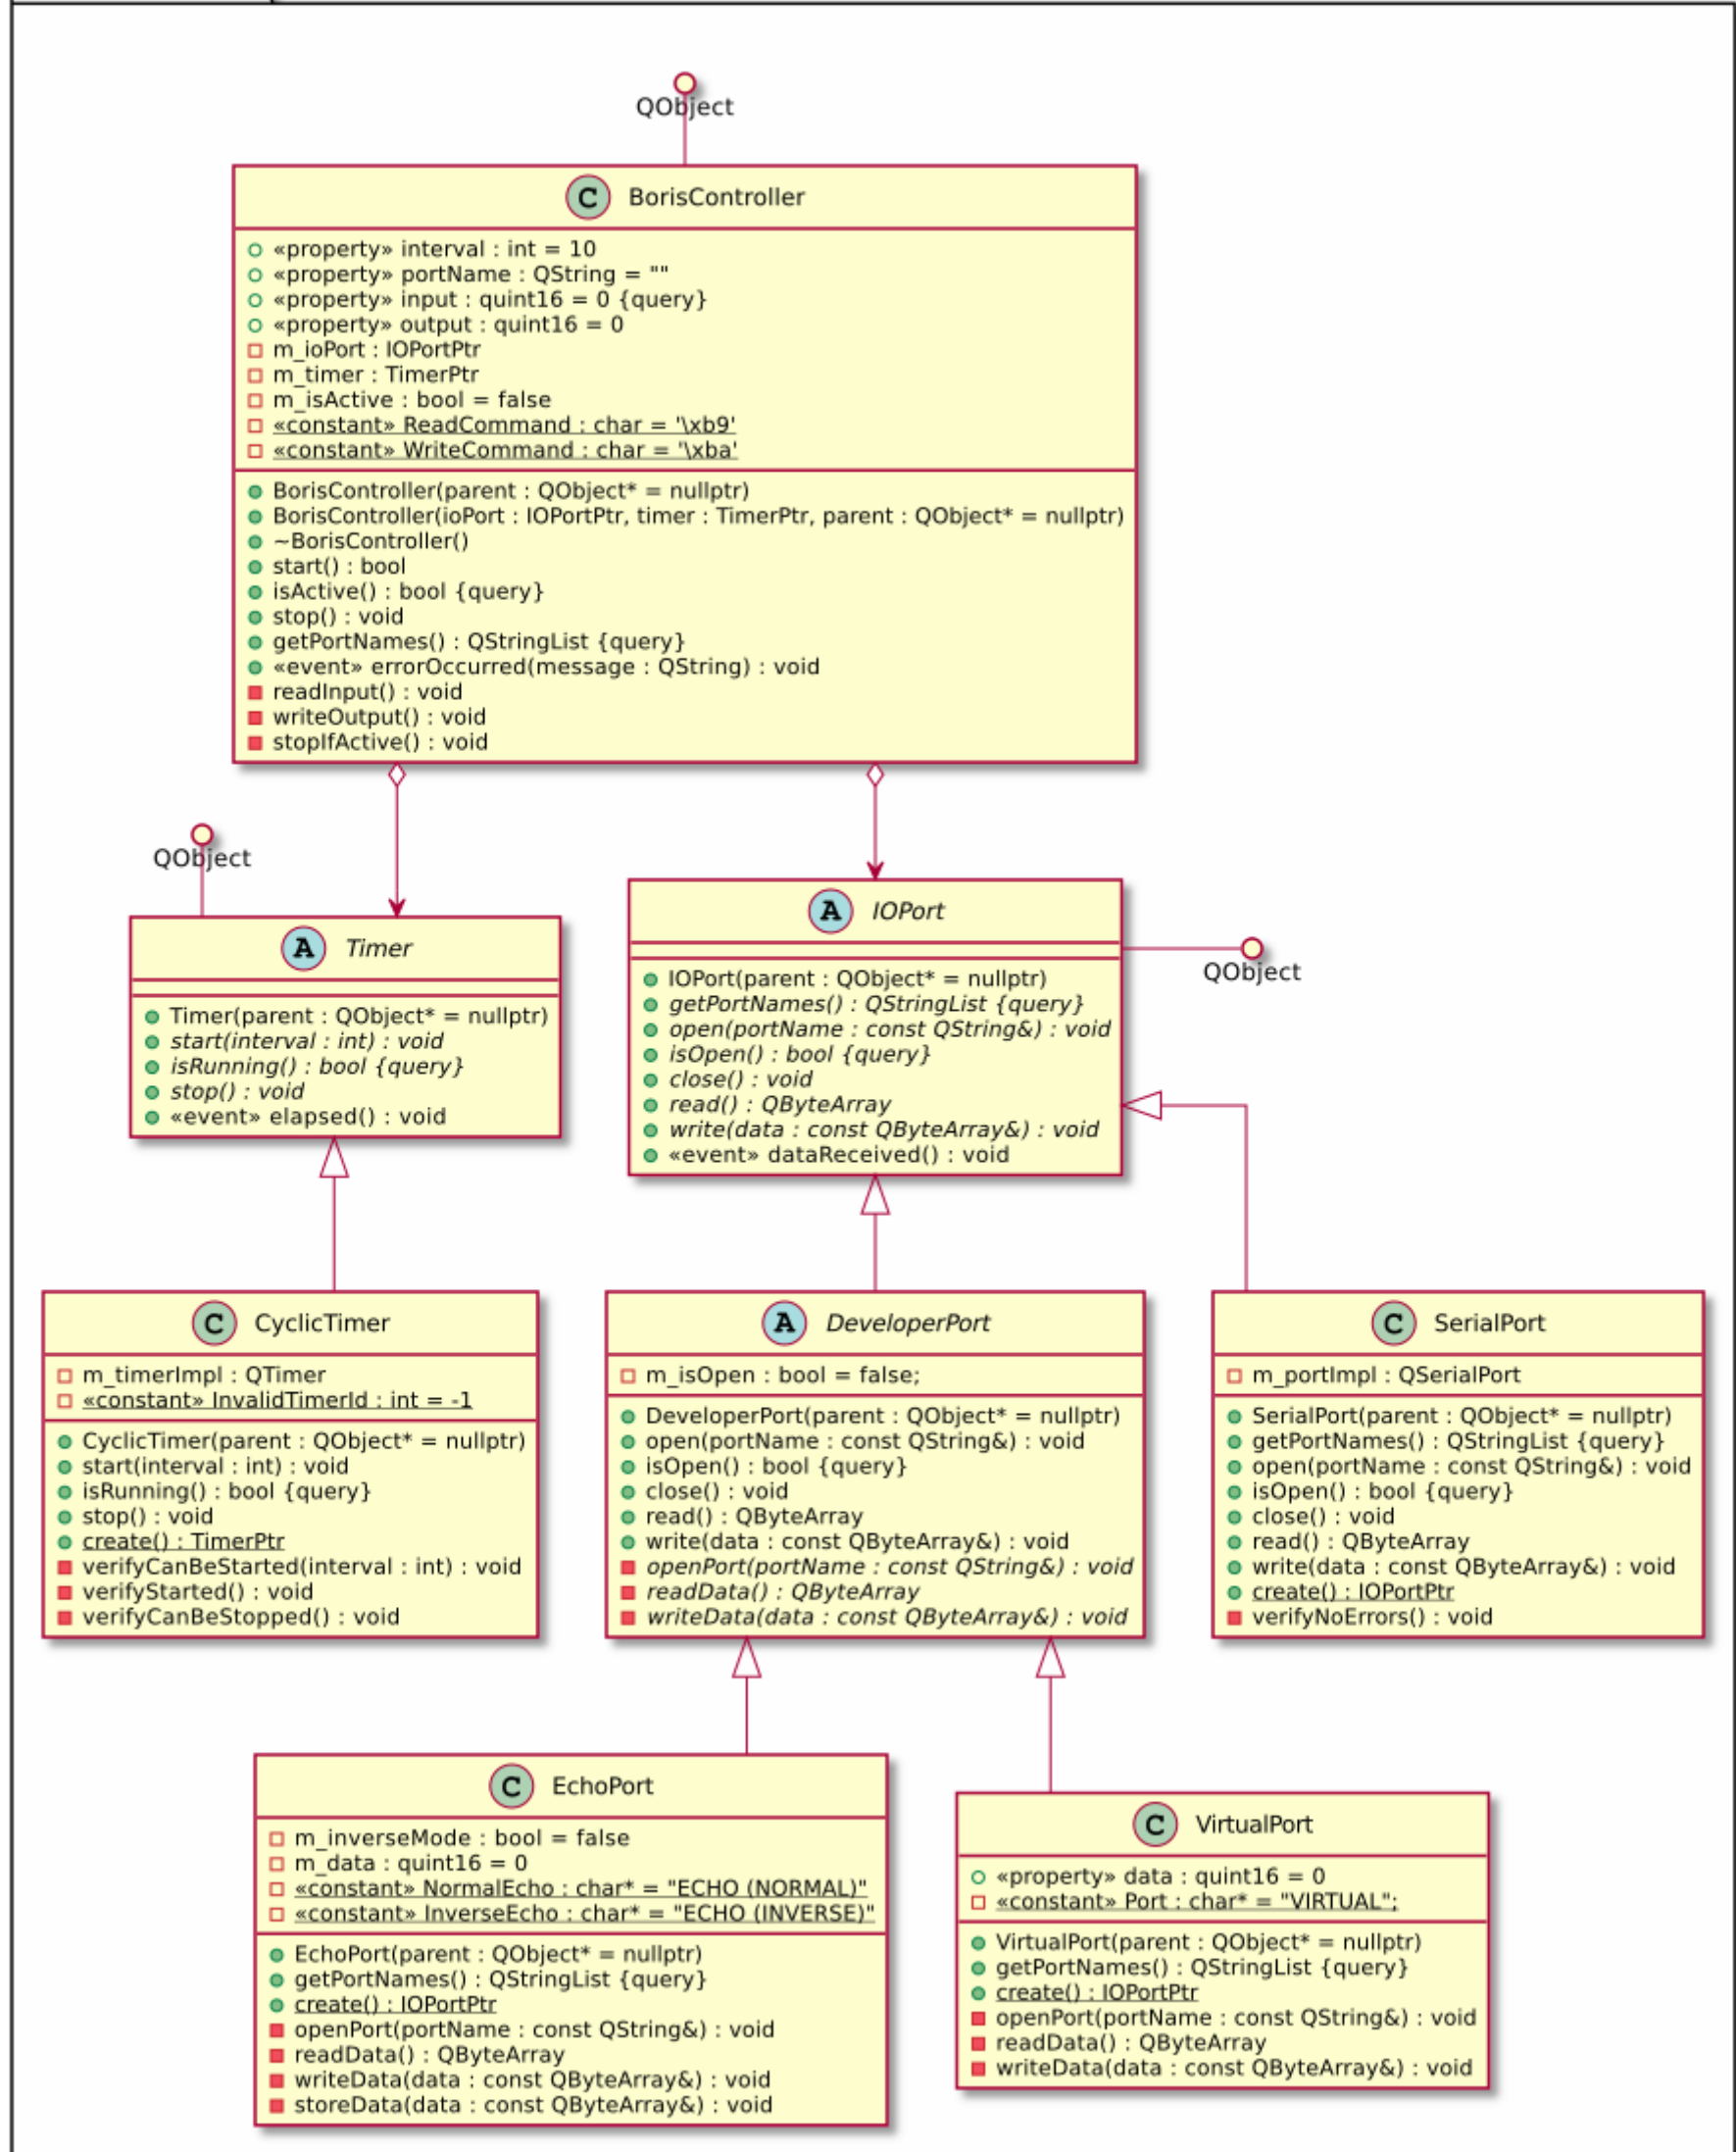 QObject
BorisController
«property» interval : int = 10
«property» portName : QString = ""
«property» input : quint16 = 0 {query}
«property» output : quint16 = 0
m_ioPort : IOPortPtr
m_timer : TimerPtr
m_isActive : bool = false
«constant» ReadCommand : char = '\xb9'
«constant» WriteCommand : char = '\xba'
BorisController(parent : QObject* = nullptr)
BorisController(ioPort : IOPortPtr, timer : TimerPtr, parent : QObject* = nullptr)
~BorisController()
start() : bool
isActive() : bool {query}
stop() : void
getPortNames() : QStringList {query}
«event» errorOccurred(message : QString) : void
readInput() : void
writeOutput() : void
stopIfActive() : void
QObject
Timer
Timer(parent : QObject* = nullptr)
start(interval : int) : void
isRunning() : bool {query}
stop() : void
«event» elapsed() : void
IOPort
IOPort(parent : QObject* = nullptr)
getPortNames() : QStringList {query}
open(portName : const QString&) : void
isOpen() : bool {query}
close() : void
read() : QByteArray
write(data : const QByteArray&) : void
«event» dataReceived() : void
QObject
CyclicTimer
m_timerImpl : QTimer
«constant» InvalidTimerId : int = -1
CyclicTimer(parent : QObject* = nullptr)
start(interval : int) : void
isRunning() : bool {query}
stop() : void
create() : TimerPtr
verifyCanBeStarted(interval : int) : void
verifyStarted() : void
verifyCanBeStopped() : void
DeveloperPort
m_isOpen : bool = false;
DeveloperPort(parent : QObject* = nullptr)
open(portName : const QString&) : void
isOpen() : bool {query}
close() : void
read() : QByteArray
write(data : const QByteArray&) : void
openPort(portName : const QString&) : void
readData() : QByteArray
writeData(data : const QByteArray&) : void
SerialPort
m_portImpl : QSerialPort
SerialPort(parent : QObject* = nullptr)
getPortNames() : QStringList {query}
open(portName : const QString&) : void
isOpen() : bool {query}
close() : void
read() : QByteArray
write(data : const QByteArray&) : void
create() : IOPortPtr
verifyNoErrors() : void
EchoPort
m_inverseMode : bool = false
m_data : quint16 = 0
«constant» NormalEcho : char* = "ECHO (NORMAL)"
«constant» InverseEcho : char* = "ECHO (INVERSE)"
EchoPort(parent : QObject* = nullptr)
getPortNames() : QStringList {query}
create() : IOPortPtr
openPort(portName : const QString&) : void
readData() : QByteArray
writeData(data : const QByteArray&) : void
storeData(data : const QByteArray&) : void
VirtualPort
«property» data : quint16 = 0
«constant» Port : char* = "VIRTUAL";
VirtualPort(parent : QObject* = nullptr)
getPortNames() : QStringList {query}
create() : IOPortPtr
openPort(portName : const QString&) : void
readData() : QByteArray
writeData(data : const QByteArray&) : void